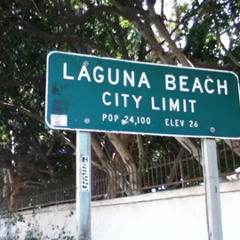 LAGUNA BEACH
CITY LIMIT
POP 24,100 ELEV 26